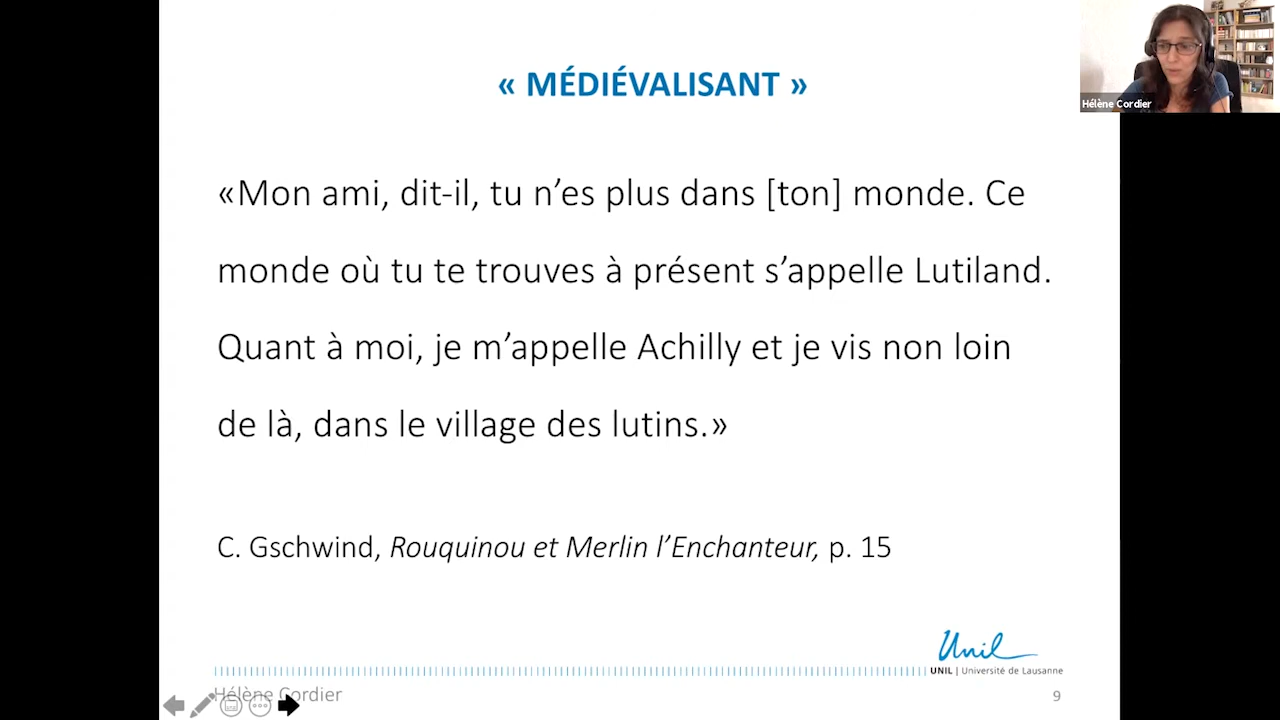 « MÉDIÉVALISANT »
Hélène Cordier
«Mon ami, dit-il, tu n’es plus dans [ton] monde. Ce
monde où tu te trouves à présent s’appelle Lutiland.
Quant à moi, je m’appelle Achilly et je vis non loin
de là, dans le village des lutins.»
C. Gschwind, Rouquinou et Merlin l’Enchanteur, p. 15
Unil
UNIL | Université de Lausanne
Hélène Cordier
9